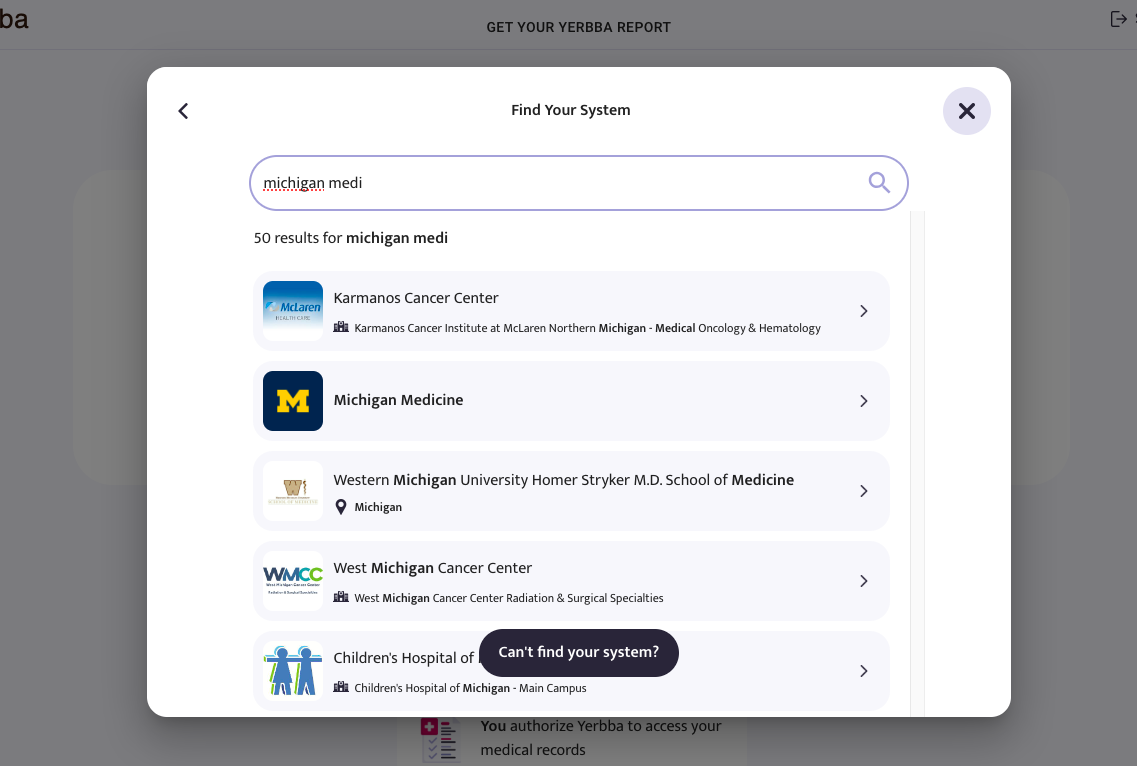 ba
GET YOUR YERBBA REPORT
Find Your System
michigan medi
50 results for michigan medi
McLaren
HEALTH CARE
Karmanos Cancer Center
Karmanos Cancer Institute at McLaren Northern Michigan - Medical Oncology & Hematology
M
Michigan Medicine
W
SCHOOL OF MEDICINE
Western Michigan University Homer Stryker M.D. School of Medicine
Michigan
WMCC
West Michigan Cancer Center
Radiation & Surgical Specialties
West Michigan Cancer Center
West Michigan Cancer Center Radiation & Surgical Specialties
Children's Hospital of
Can't find your system?
Children's Hospital of Michigan - Main Campus
You authorize Yerbba to access your
medical records